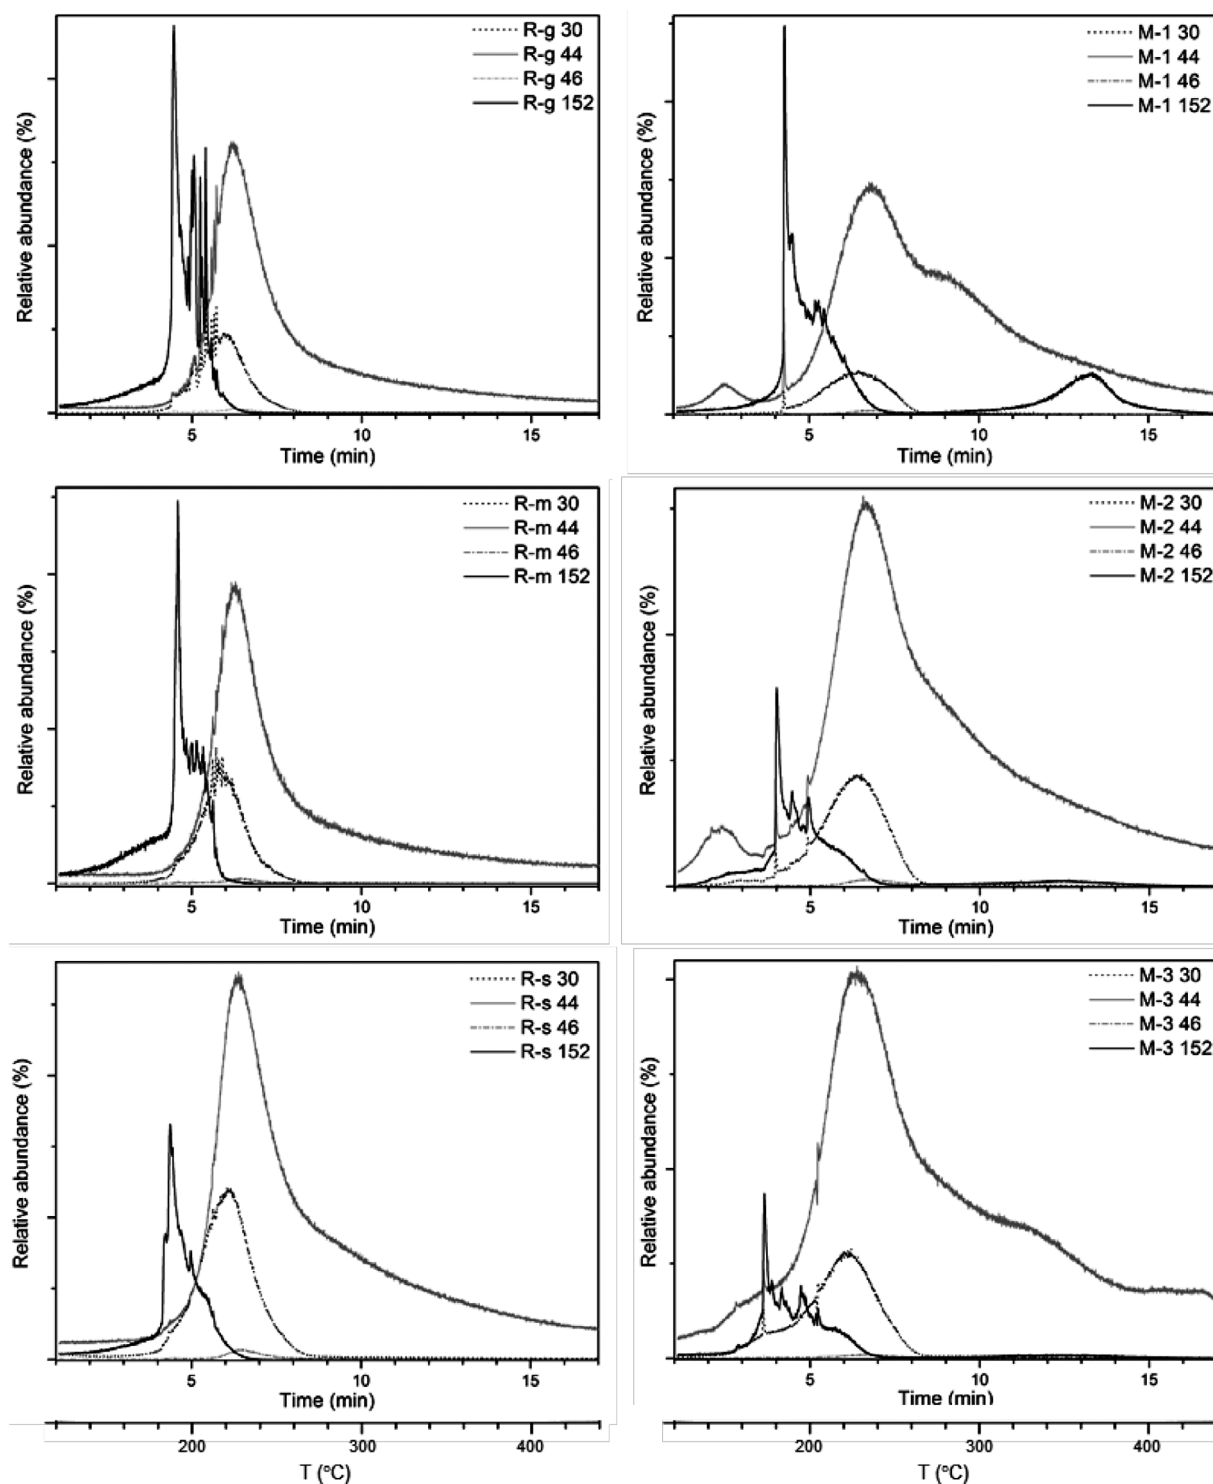 R-g 30
R-g 44
R-g 46
R-g 152
Relative abundance (%)
5 10 15
Time (min)
M-1 30
M-1 44
M-1 46
M-1 152
Relative abundance (%)
5 10 15
Time (min)
R-m 30
R-m 44
R-m 46
R-m 152
Relative abundance (%)
5 10 15
Time (min)
M-2 30
M-2 44
M-2 46
M-2 152
Relative abundance (%)
5 10 15
Time (min)
R-s 30
R-s 44
R-s 46
R-s 152
Relative abundance (%)
5 10 15
Time (min)
M-3 30
M-3 44
M-3 46
M-3 152
Relative abundance (%)
5 10 15
Time (min)
200 300 400
T (°C)
200 300 400
T (°C)